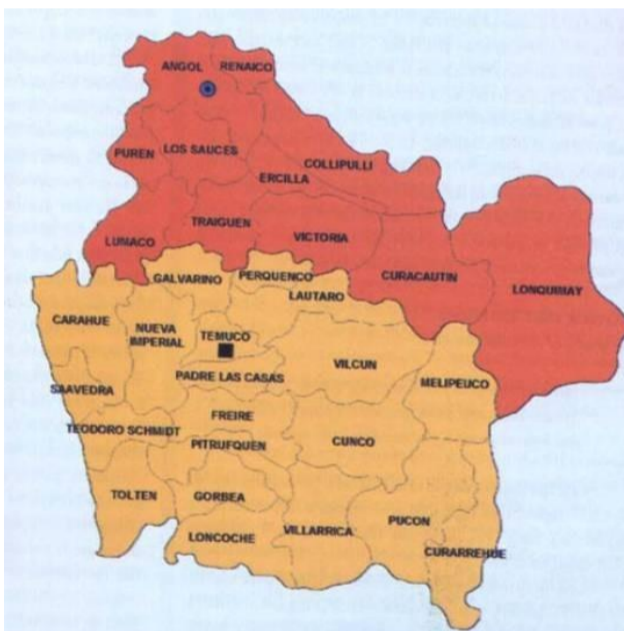 ANGOL
RENAICO
PUREN
LOS SAUCES
COLLIPULLI
ERCILLA
TRAIGUEN
LUMACO
VICTORIA
CURACAUTIN
LONQUIMAY
GALVARINO
PERQUENCO
LAUTARO
CARAHUE
NUEVA
IMPERIAL
TEMUCO
VILCUN
PADRE LAS CASAS
MELIPEUCO
SAAVEDRA
FREIRE
TEODORO SCHMIDT
PITRUFQUEN
CUNCO
TOLTEN
GORBEA
LONCOCHE
VILLARRICA
PUCON
CURARREHUE